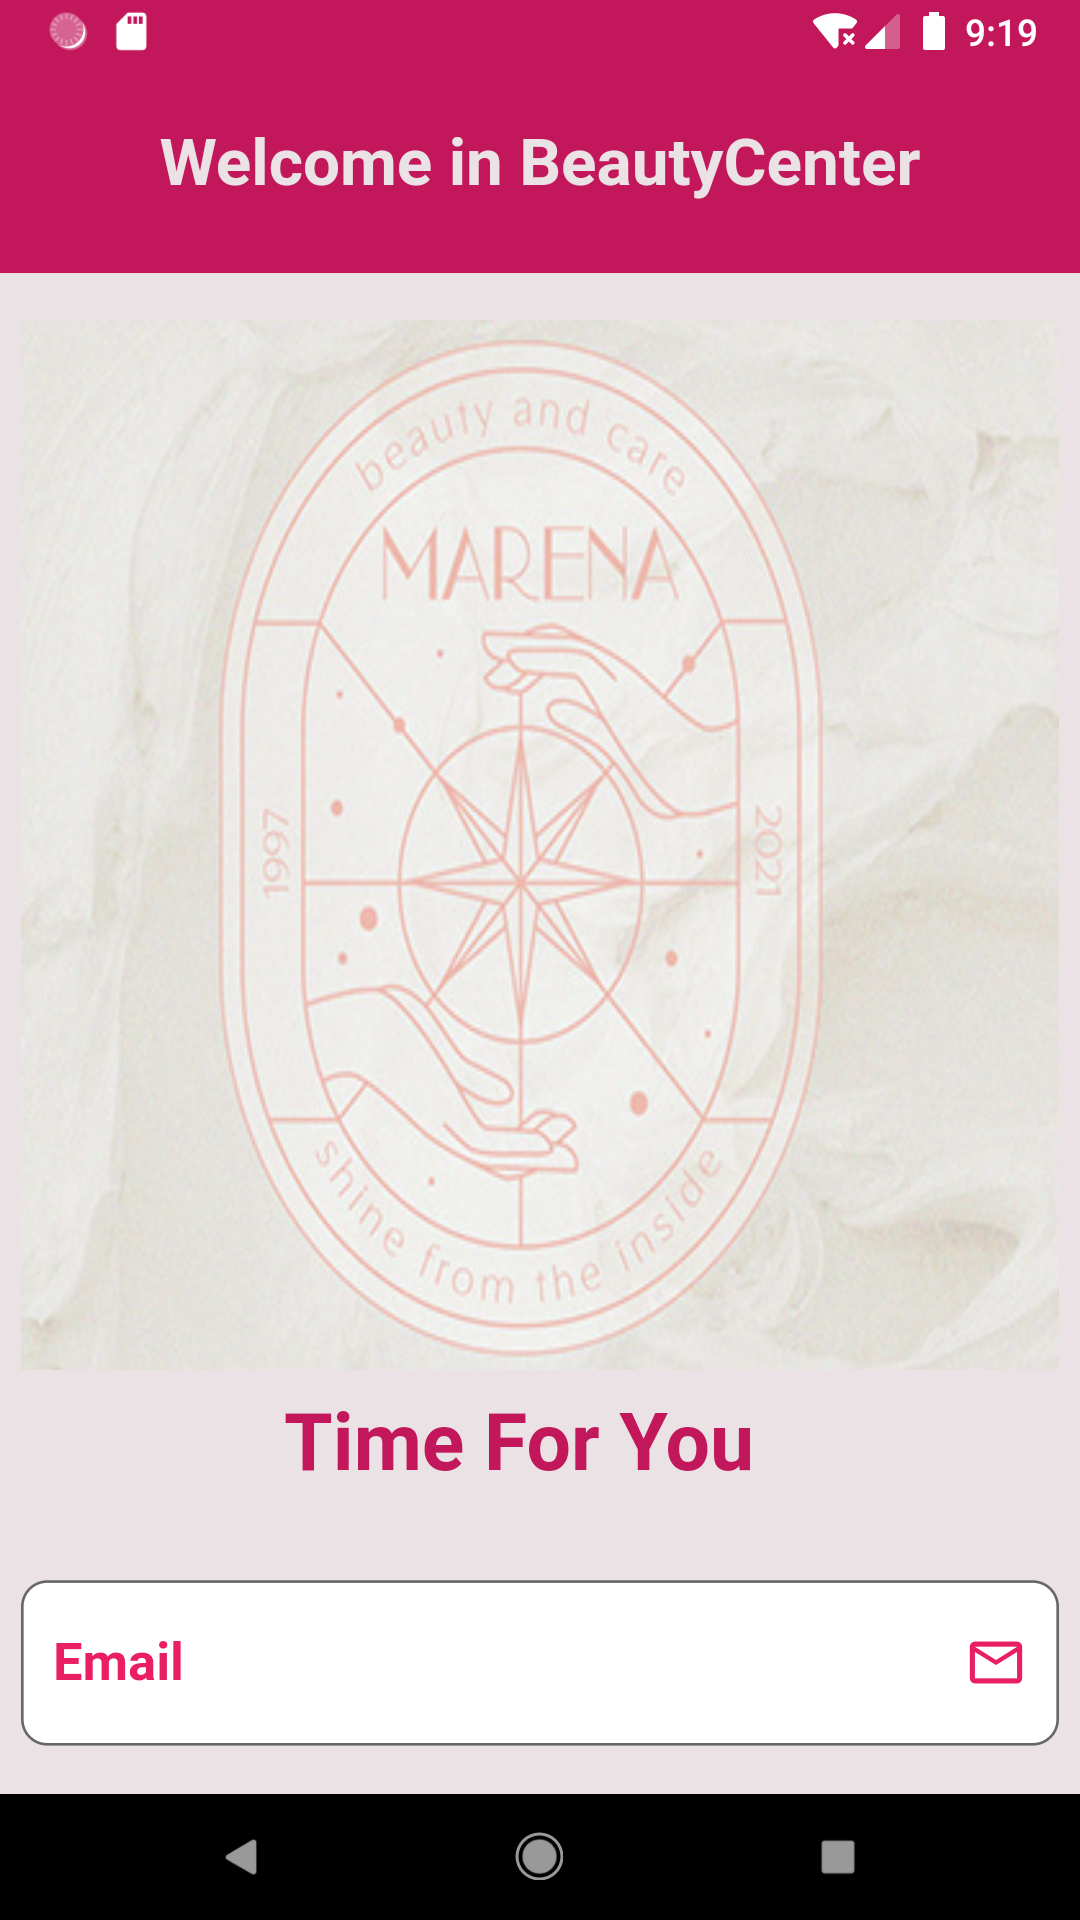 9:19
Welcome in BeautyCenter
beauty and care
MARENA
1997
2021
shine from the inside
Time For You
Email